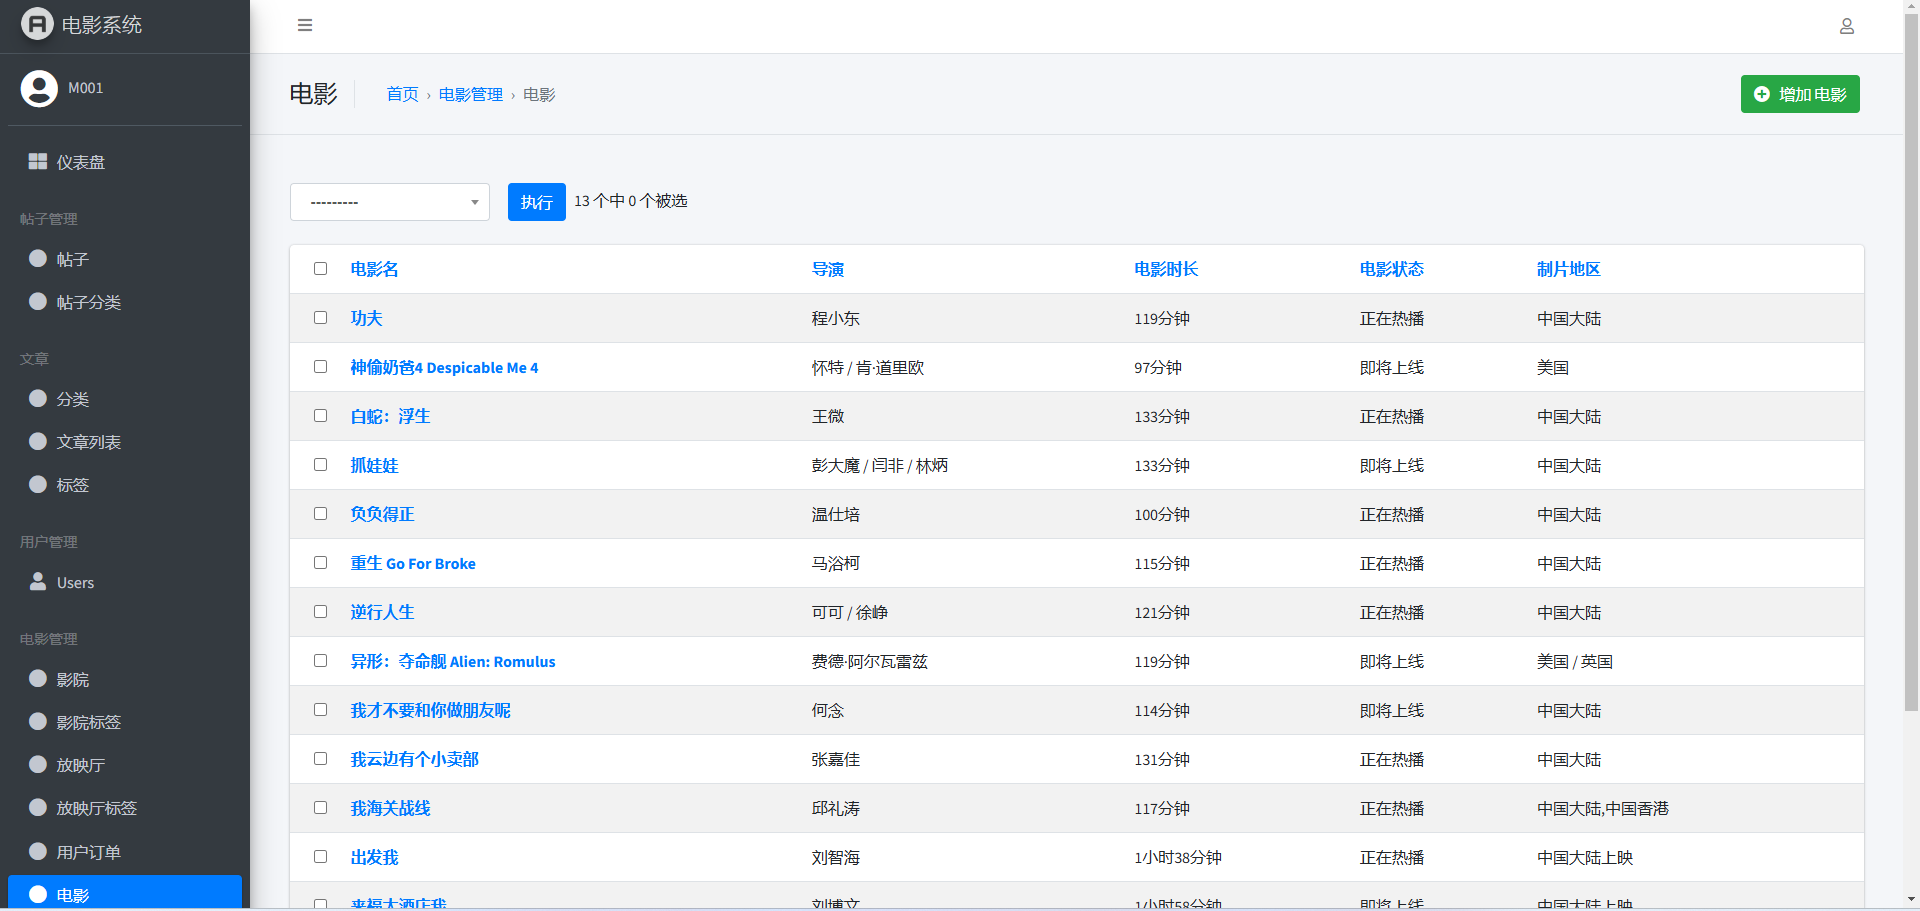 电影系统
M001
仪表盘
帖子管理
帖子
帖子分类
文章
分类
文章列表
标签
用户管理
Users
电影管理
影院
影院标签
放映厅
放映厅标签
用户订单
电影
电影 首页 › 电影管理 › 电影 增加 电影
--------- 执行 13 个中 0 个被选
电影名 导演 电影时长 电影状态 制片地区
功夫 程小东 119分钟 正在热播 中国大陆
神偷奶爸4 Despicable Me 4 怀特 / 肯·道里欧 97分钟 即将上线 美国
白蛇：浮生 王微 133分钟 正在热播 中国大陆
抓娃娃 彭大魔 / 闫非 / 林炳 133分钟 即将上线 中国大陆
负负得正 温仕培 100分钟 正在热播 中国大陆
重生 Go For Broke 马浴柯 115分钟 正在热播 中国大陆
逆行人生 可可 / 徐峥 121分钟 正在热播 中国大陆
异形：夺命舰 Alien: Romulus 费德·阿尔瓦雷兹 119分钟 即将上线 美国 / 英国
我才不要和你做朋友呢 何念 114分钟 即将上线 中国大陆
我云边有个小卖部 张嘉佳 131分钟 正在热播 中国大陆
我海关战线 邱礼涛 117分钟 正在热播 中国大陆,中国香港
出发我 刘智海 1小时38分钟 正在热播 中国大陆上映
来福大酒店我 刘博文 1小时58分钟 即将上线 中国大陆上映